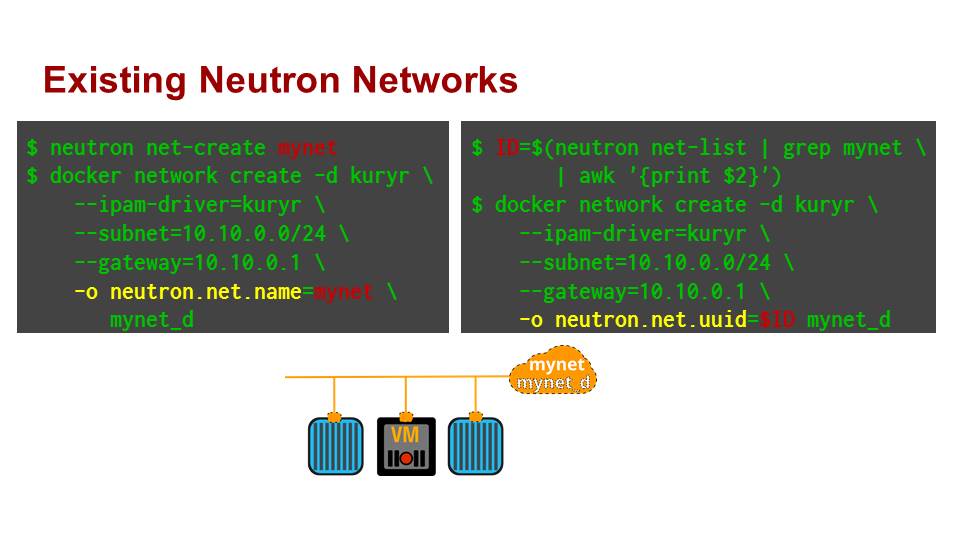 Existing Neutron Networks
$ neutron net-create mynet
$ docker network create -d kuryr \
--ipam-driver=kuryr \
--subnet=10.10.0.0/24 \
--gateway=10.10.0.1 \
-o neutron.net.name=mynet \
mynet_d
$ ID=$(neutron net-list | grep mynet \
| awk '{print $2}')
$ docker network create -d kuryr \
--ipam-driver=kuryr \
--subnet=10.10.0.0/24 \
--gateway=10.10.0.1 \
-o neutron.net.uuid=$ID mynet_d
mynet
mynet_d
VM